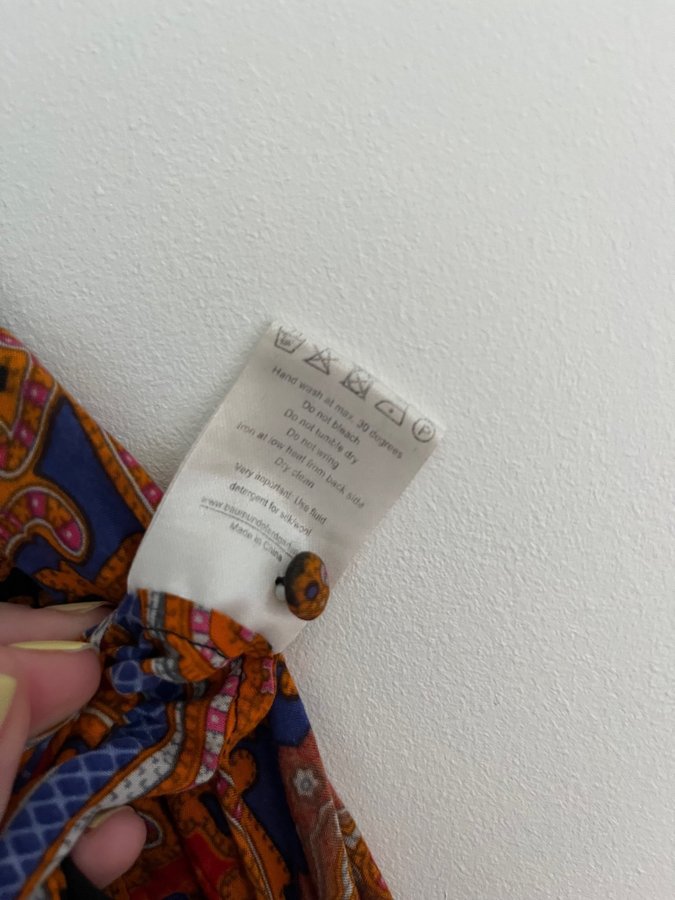 P
Hand wash at max. 30 degrees
Do not bleach
Do not tumble dry
Do not wring
Iron at low heat from back side
Dry clean
Very important: Use fluid
detergent for silk/wool
Made in China